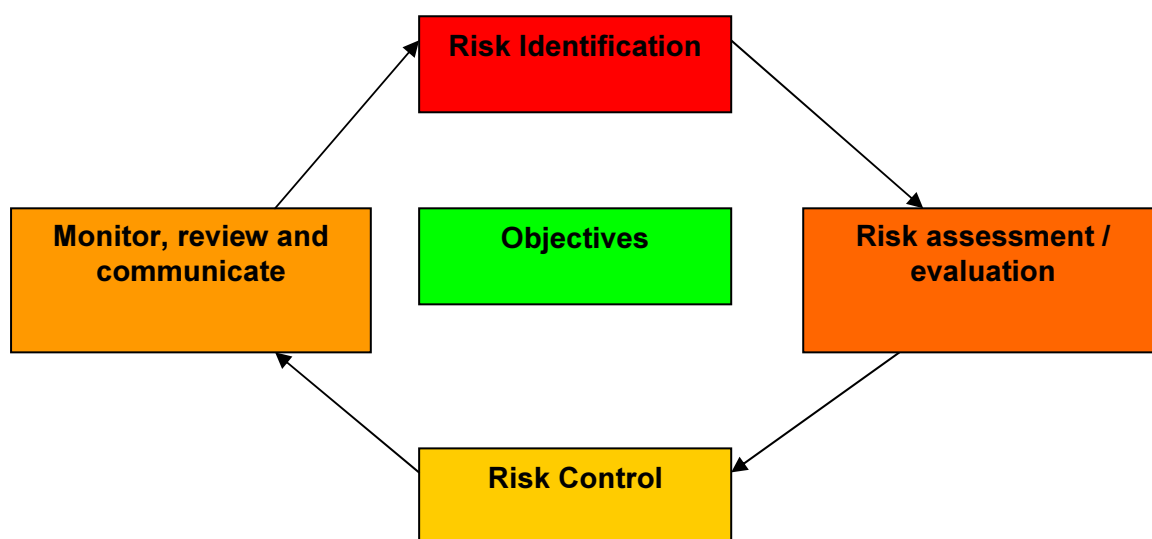 Risk Identification
Monitor, review and
communicate
Objectives
Risk assessment /
evaluation
Risk Control